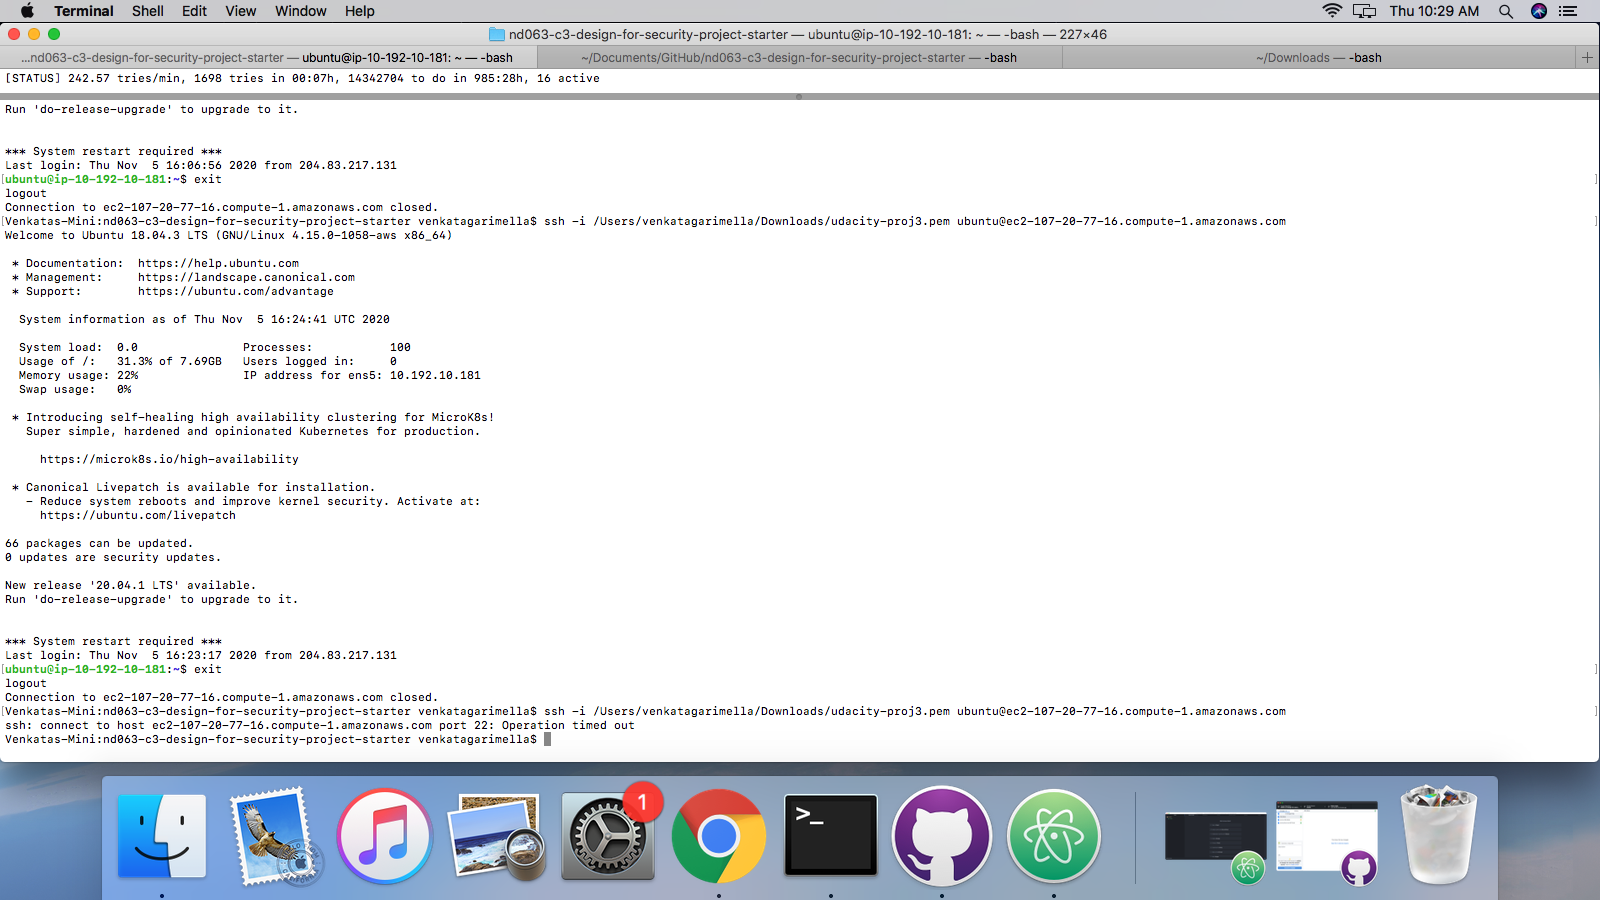 Terminal Shell Edit View Window Help Thu 10:29 AM
nd063-c3-design-for-security-project-starter — ubuntu@ip-10-192-10-181: ~ — -bash — 227×46
...nd063-c3-design-for-security-project-starter — ubuntu@ip-10-192-10-181: ~ — -bash ~/Documents/GitHub/nd063-c3-design-for-security-project-starter — -bash ~/Downloads — -bash +
[STATUS] 242.57 tries/min, 1698 tries in 00:07h, 14342704 to do in 985:28h, 16 active
Run 'do-release-upgrade' to upgrade to it.
*** System restart required ***
Last login: Thu Nov  5 16:06:56 2020 from 204.83.217.131
[ubuntu@ip-10-192-10-181:~$ exit ]
logout
Connection to ec2-107-20-77-16.compute-1.amazonaws.com closed.
[Venkatas-Mini:nd063-c3-design-for-security-project-starter venkatagarimella$ ssh -i /Users/venkatagarimella/Downloads/udacity-proj3.pem ubuntu@ec2-107-20-77-16.compute-1.amazonaws.com ]
Welcome to Ubuntu 18.04.3 LTS (GNU/Linux 4.15.0-1058-aws x86_64)
* Documentation:  https://help.ubuntu.com
* Management:     https://landscape.canonical.com
* Support:        https://ubuntu.com/advantage
System information as of Thu Nov  5 16:24:41 UTC 2020
System load:  0.0               Processes:           100
Usage of /:   31.3% of 7.69GB   Users logged in:     0
Memory usage: 22%               IP address for ens5: 10.192.10.181
Swap usage:   0%
* Introducing self-healing high availability clustering for MicroK8s!
Super simple, hardened and opinionated Kubernetes for production.
https://microk8s.io/high-availability
* Canonical Livepatch is available for installation.
- Reduce system reboots and improve kernel security. Activate at:
https://ubuntu.com/livepatch
66 packages can be updated.
0 updates are security updates.
New release '20.04.1 LTS' available.
Run 'do-release-upgrade' to upgrade to it.
*** System restart required ***
Last login: Thu Nov  5 16:23:17 2020 from 204.83.217.131
[ubuntu@ip-10-192-10-181:~$ exit ]
logout
Connection to ec2-107-20-77-16.compute-1.amazonaws.com closed.
[Venkatas-Mini:nd063-c3-design-for-security-project-starter venkatagarimella$ ssh -i /Users/venkatagarimella/Downloads/udacity-proj3.pem ubuntu@ec2-107-20-77-16.compute-1.amazonaws.com ]
ssh: connect to host ec2-107-20-77-16.compute-1.amazonaws.com port 22: Operation timed out
Venkatas-Mini:nd063-c3-design-for-security-project-starter venkatagarimella$
1
>_